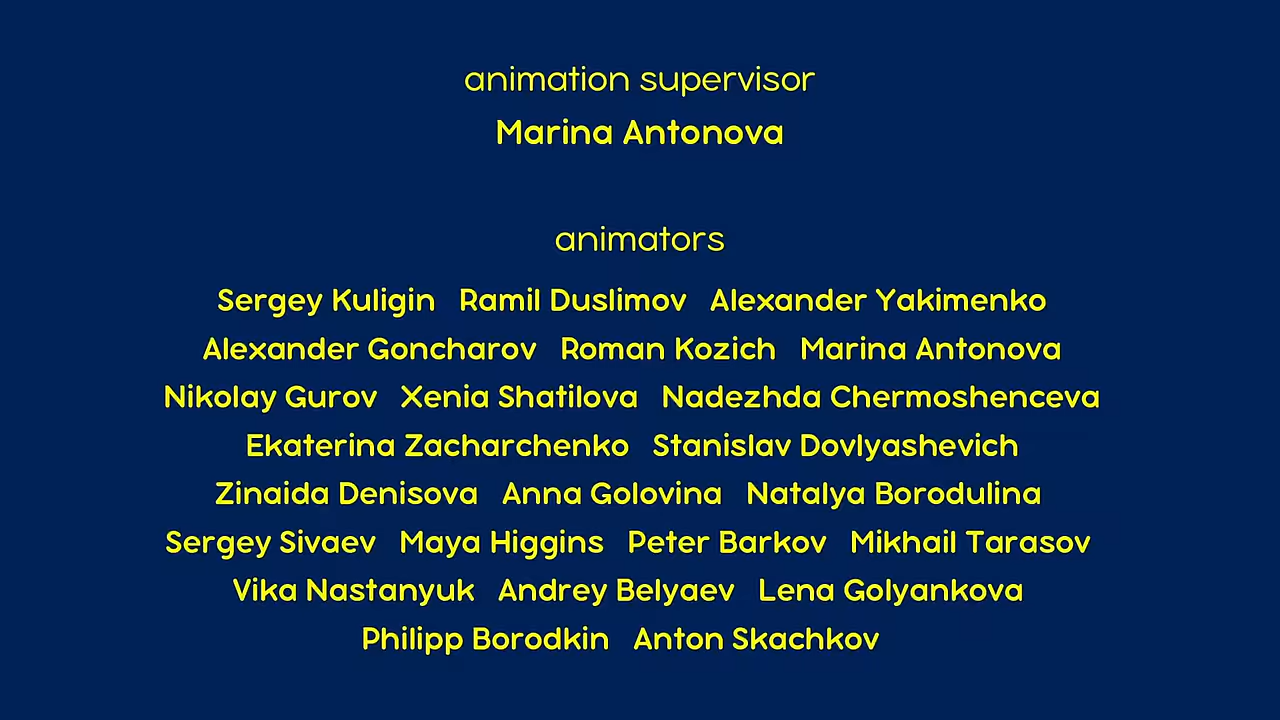 animation supervisor
Marina Antonova
animators
Sergey Kuligin Ramil Duslimov Alexander Yakimenko
Alexander Goncharov Roman Kozich Marina Antonova
Nikolay Gurov Xenia Shatilova Nadezhda Chermoshenceva
Ekaterina Zacharchenko Stanislav Dovlyashevich
Zinaida Denisova Anna Golovina Natalya Borodulina
Sergey Sivaev Maya Higgins Peter Barkov Mikhail Tarasov
Vika Nastanyuk Andrey Belyaev Lena Golyankova
Philipp Borodkin Anton Skachkov